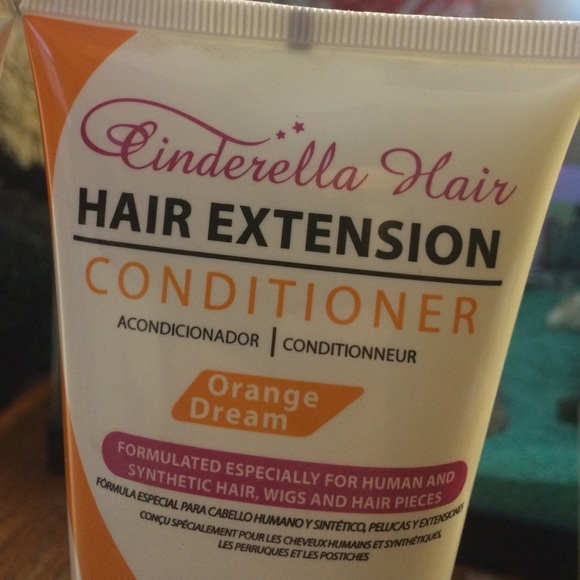 Cinderella Hair
HAIR EXTENSION
CONDITIONER
ACONDICIONADOR | CONDITIONNEUR
Orange
Dream
FORMULATED ESPECIALLY FOR HUMAN AND
SYNTHETIC HAIR, WIGS AND HAIR PIECES
FÓRMULA ESPECIAL PARA CABELLO HUMANO Y SINTÉTICO, PELUCAS Y EXTENSIONES
CONÇU SPÉCIALEMENT POUR LES CHEVEUX HUMAINS ET SYNTHÉTIQUES,
LES PERRUQUES ET LES POSTICHES